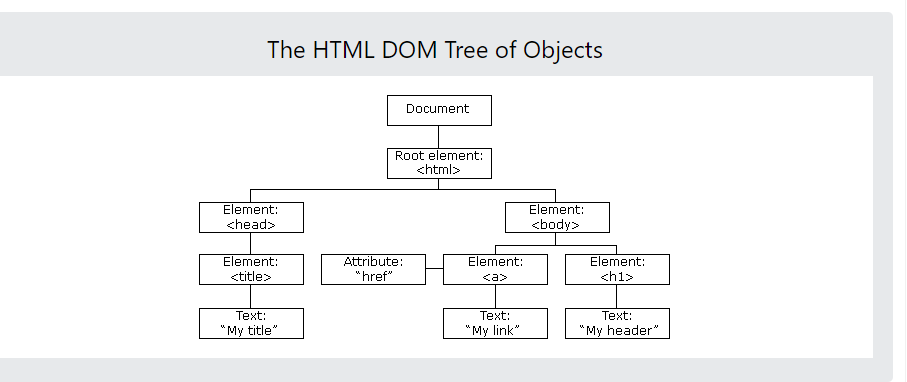 The HTML DOM Tree of Objects
Document
Root element:
<html>
Element:
<head>
Element:
<body>
Element:
<title>
Attribute:
“href”
Element:
<a>
Element:
<h1>
Text:
“My title”
Text:
“My link”
Text:
“My header”